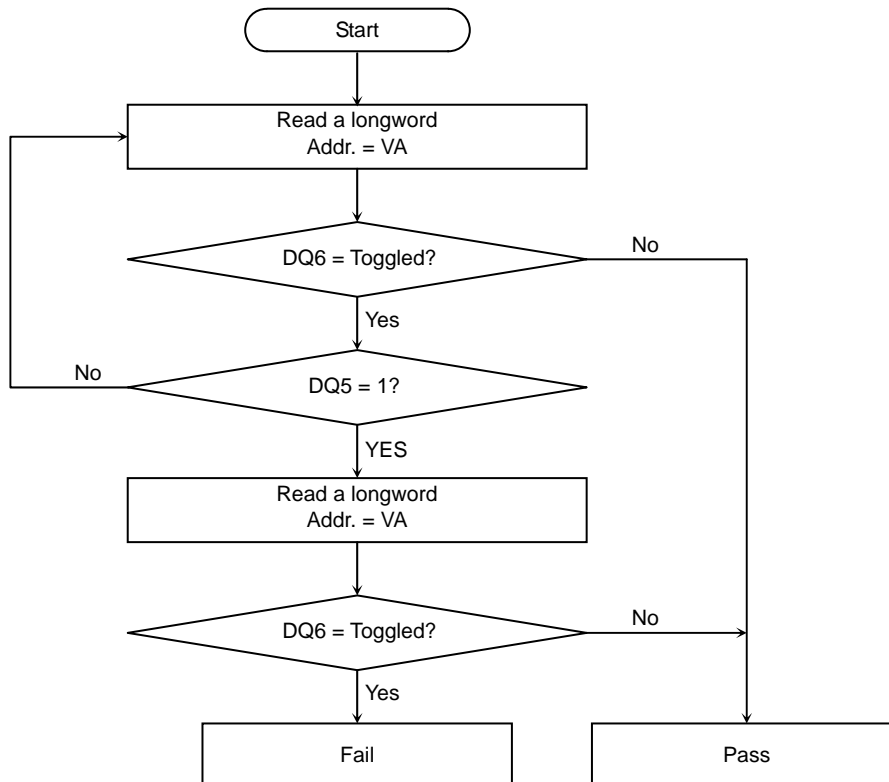 Start
Read a longword
Addr. = VA
DQ6 = Toggled?
No
Yes
No
DQ5 = 1?
YES
Read a longword
Addr. = VA
DQ6 = Toggled?
No
Yes
Fail
Pass